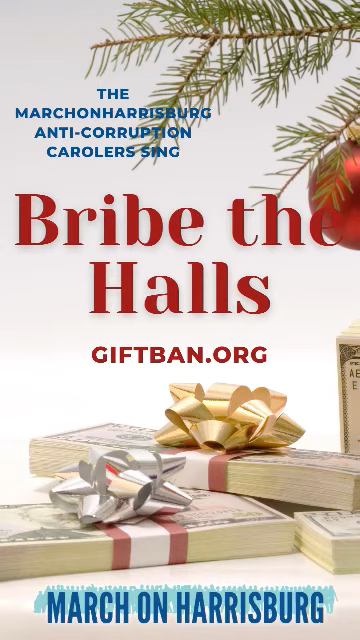 THE
MARCHONHARRISBURG
ANTI-CORRUPTION
CAROLERS SING
Bribe the
Halls
GIFTBAN.ORG
MARCH ON HARRISBURG